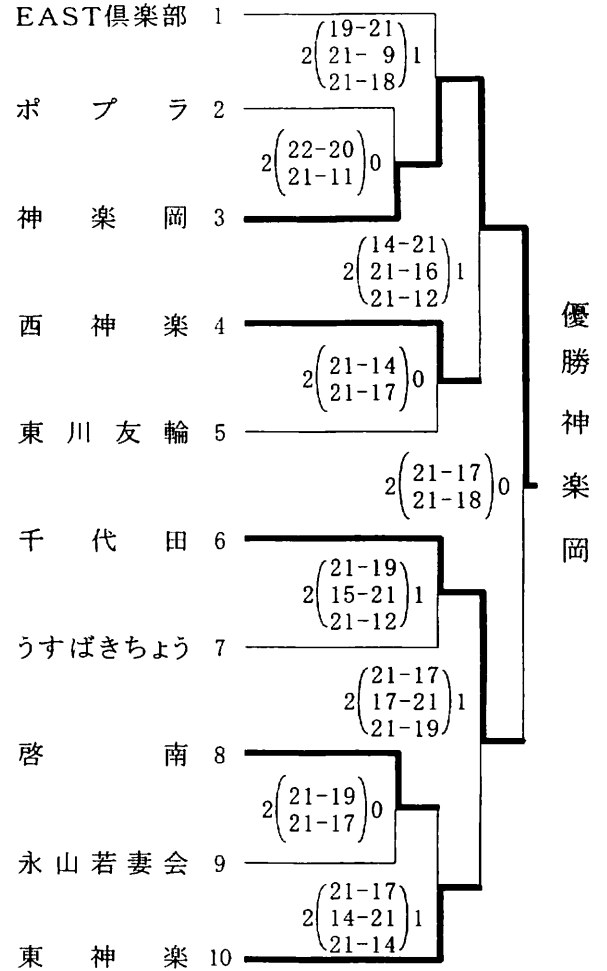 EAST倶楽部 1
2(19-21
21- 9
21-18)1
ポプラ 2
2(22-20
21-11)0
神楽岡 3
2(14-21
21-16
21-12)1
西神楽 4
2(21-14
21-17)0
東川友輪 5
2(21-17
21-18)0
優勝神楽岡
千代田 6
2(21-19
15-21
21-12)1
うすばきちょう 7
2(21-17
17-21
21-19)1
啓南 8
2(21-19
21-17)0
永山若妻会 9
2(21-17
14-21
21-14)1
東神楽 10